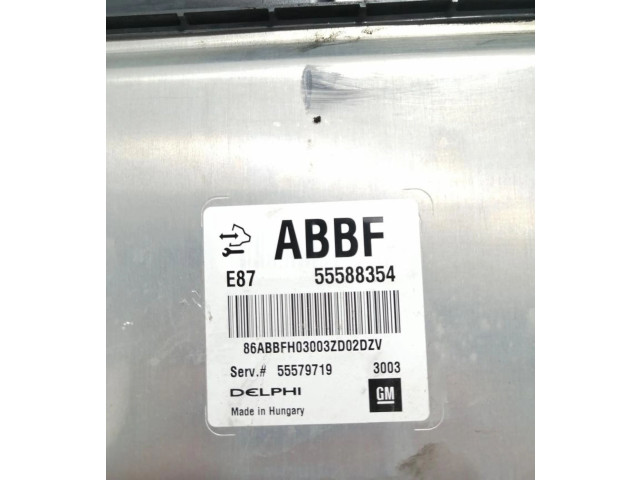 ABBF
E87 55588354
86ABBFH03003ZD02DZV
Serv.# 55579719 3003
DELPHI GM
Made in Hungary